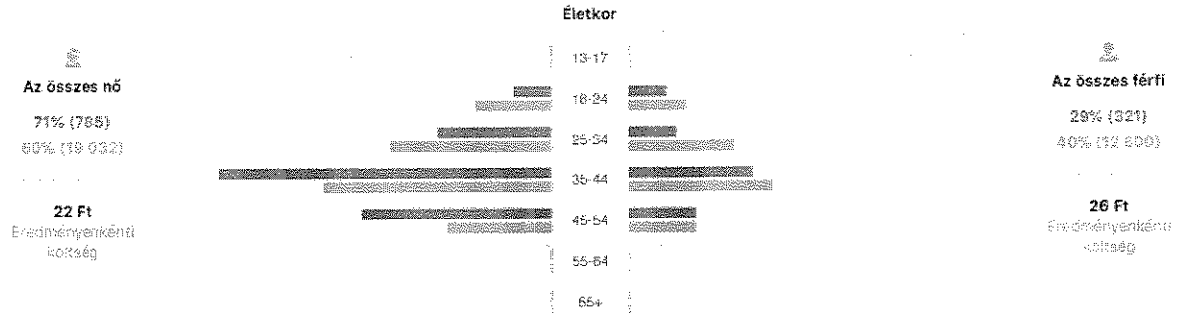 Életkor
13-17
Az összes nő
71% (785)
60% (19 032)
22 Ft
Eredményenkénti
költség
18-24
25-34
35-44
45-54
55-64
65+
Az összes férfi
29% (321)
40% (12 600)
26 Ft
Eredményenkénti
költség